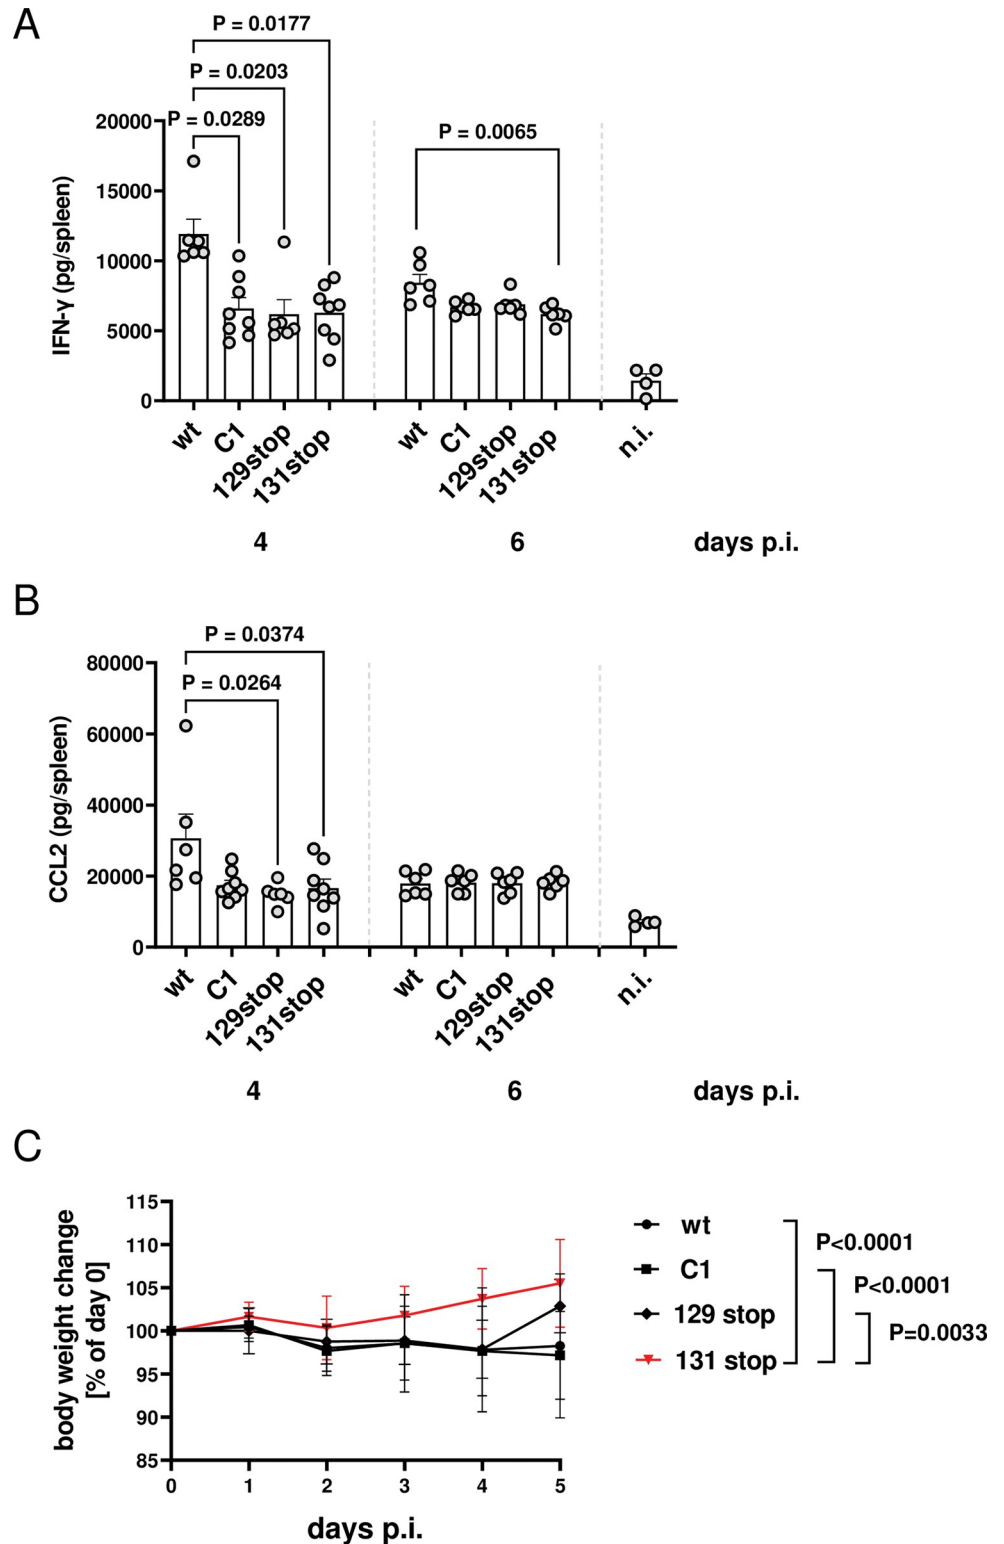 A
P = 0.0177
P = 0.0203
P = 0.0289
P = 0.0065
IFN-γ (pg/spleen)
20000
15000
10000
5000
0
wt
C1
129stop
131stop
wt
C1
129stop
131stop
n.i.
4
6
days p.i.
B
P = 0.0374
P = 0.0264
CCL2 (pg/spleen)
80000
60000
40000
20000
0
wt
C1
129stop
131stop
wt
C1
129stop
131stop
n.i.
4
6
days p.i.
C
body weight change
[% of day 0]
115
110
105
100
95
90
85
0 1 2 3 4 5
days p.i.
wt
C1
129 stop
131 stop
P<0.0001
P<0.0001
P=0.0033